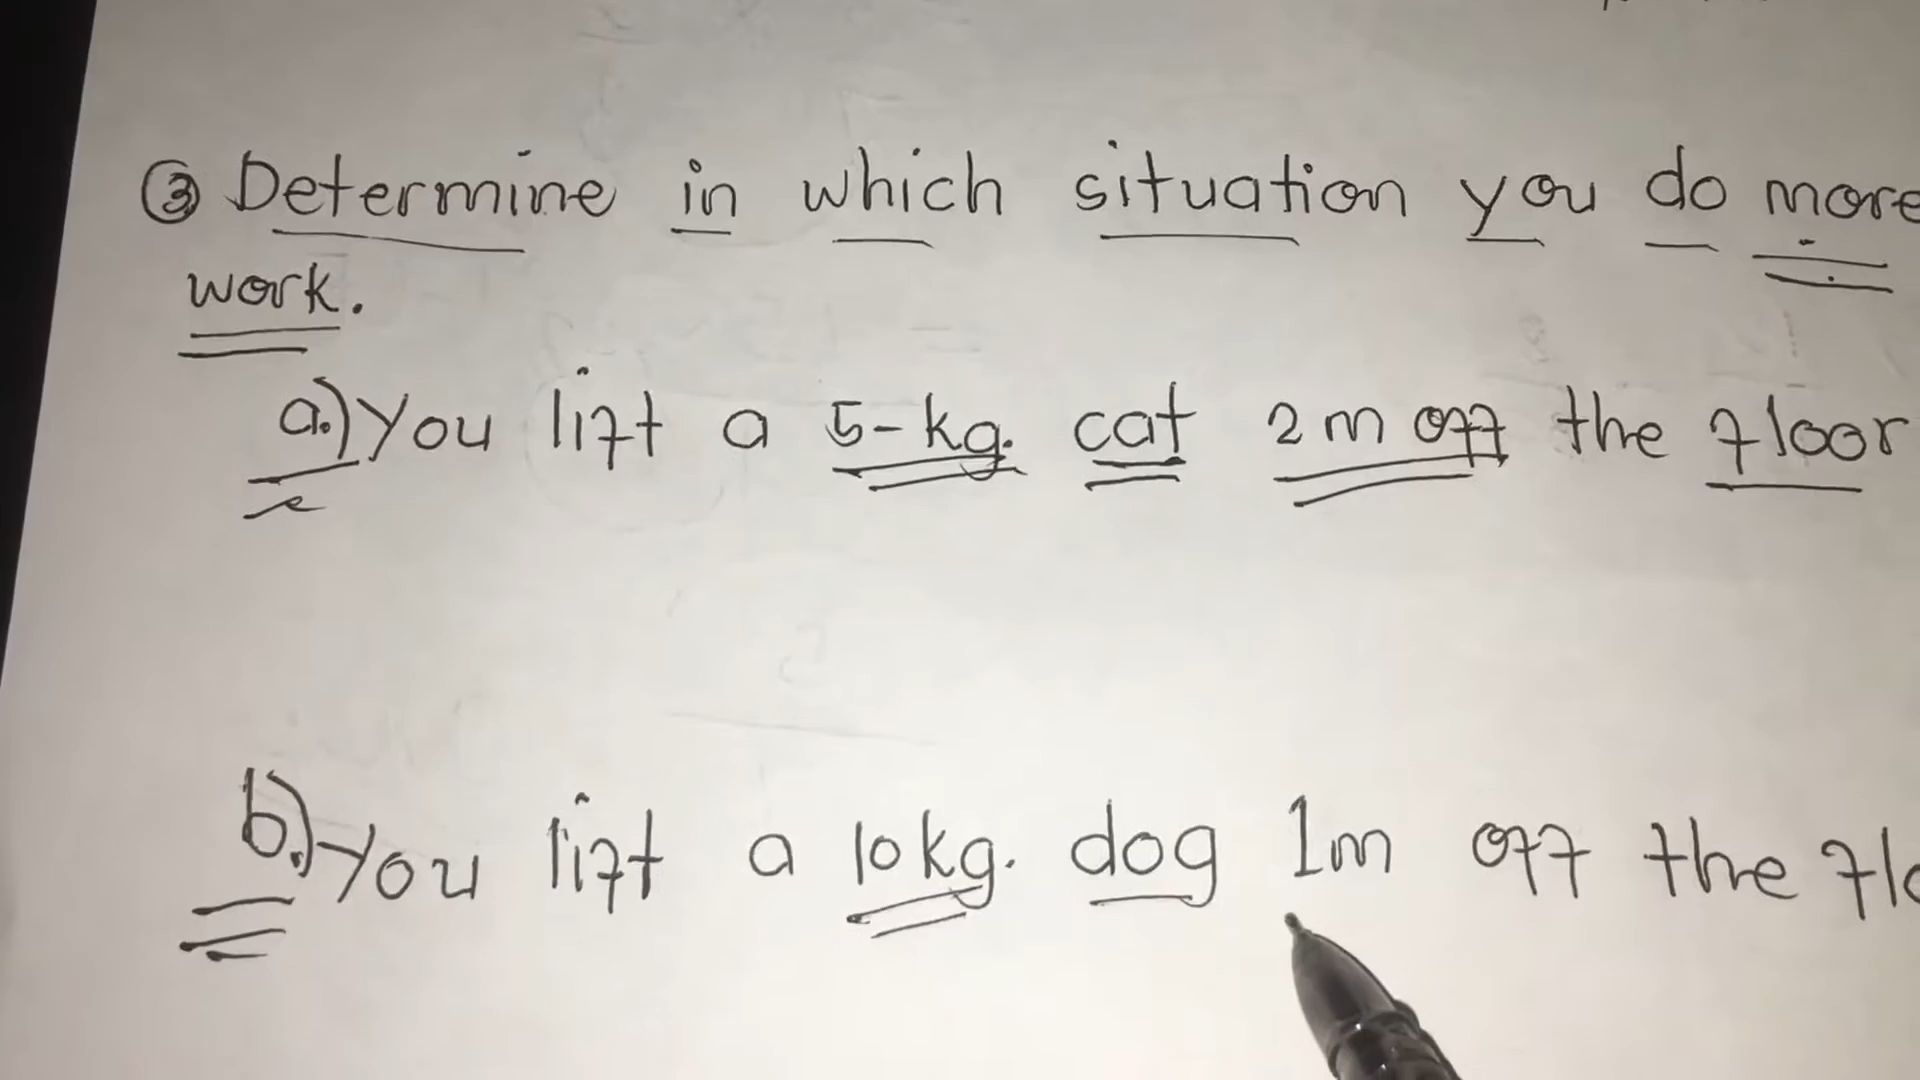 ③ Determine in which situation you do more
work.
a.) You lift a 5-kg. cat 2m off the floor
b.) You lift a 10kg. dog 1m off the flo